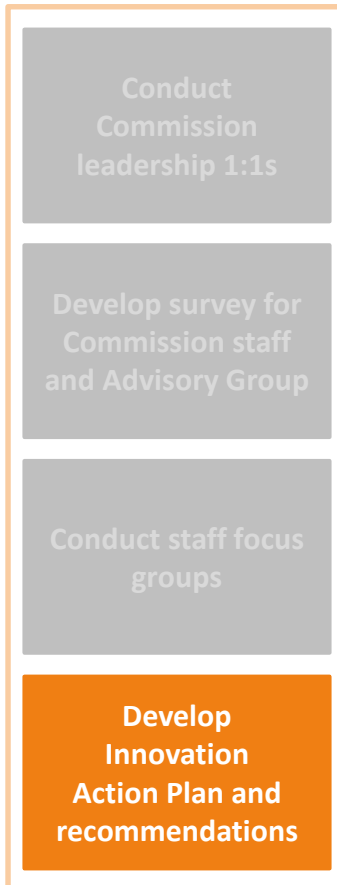 Conduct
Commission
leadership 1:1s
Develop survey for
Commission staff
and Advisory Group
Conduct staff focus
groups
Develop
Innovation
Action Plan and
recommendations